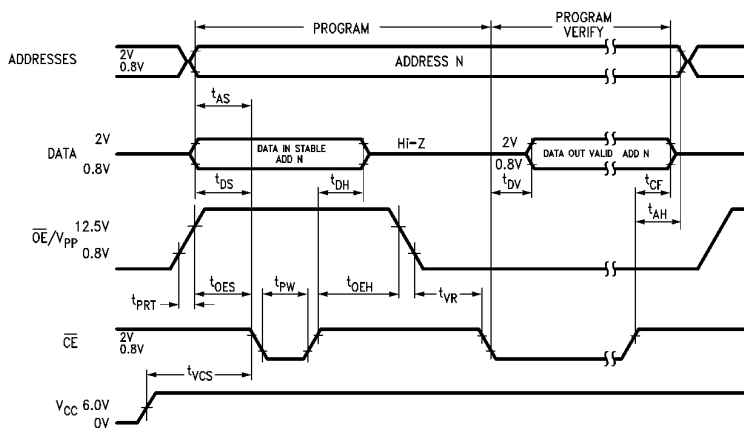 PROGRAM
PROGRAM
VERIFY
ADDRESSES
2V
0.8V
ADDRESS N
tAS
DATA
2V
0.8V
DATA IN STABLE
ADD N
Hi-Z
2V
0.8V
DATA OUT VALID ADD N
tDS
tDH
tDV
tCF
tAH
OE/VPP
12.5V
0.8V
tPRT
tOES
tPW
tOEH
tVR
CE
2V
0.8V
tVCS
VCC
6.0V
0V